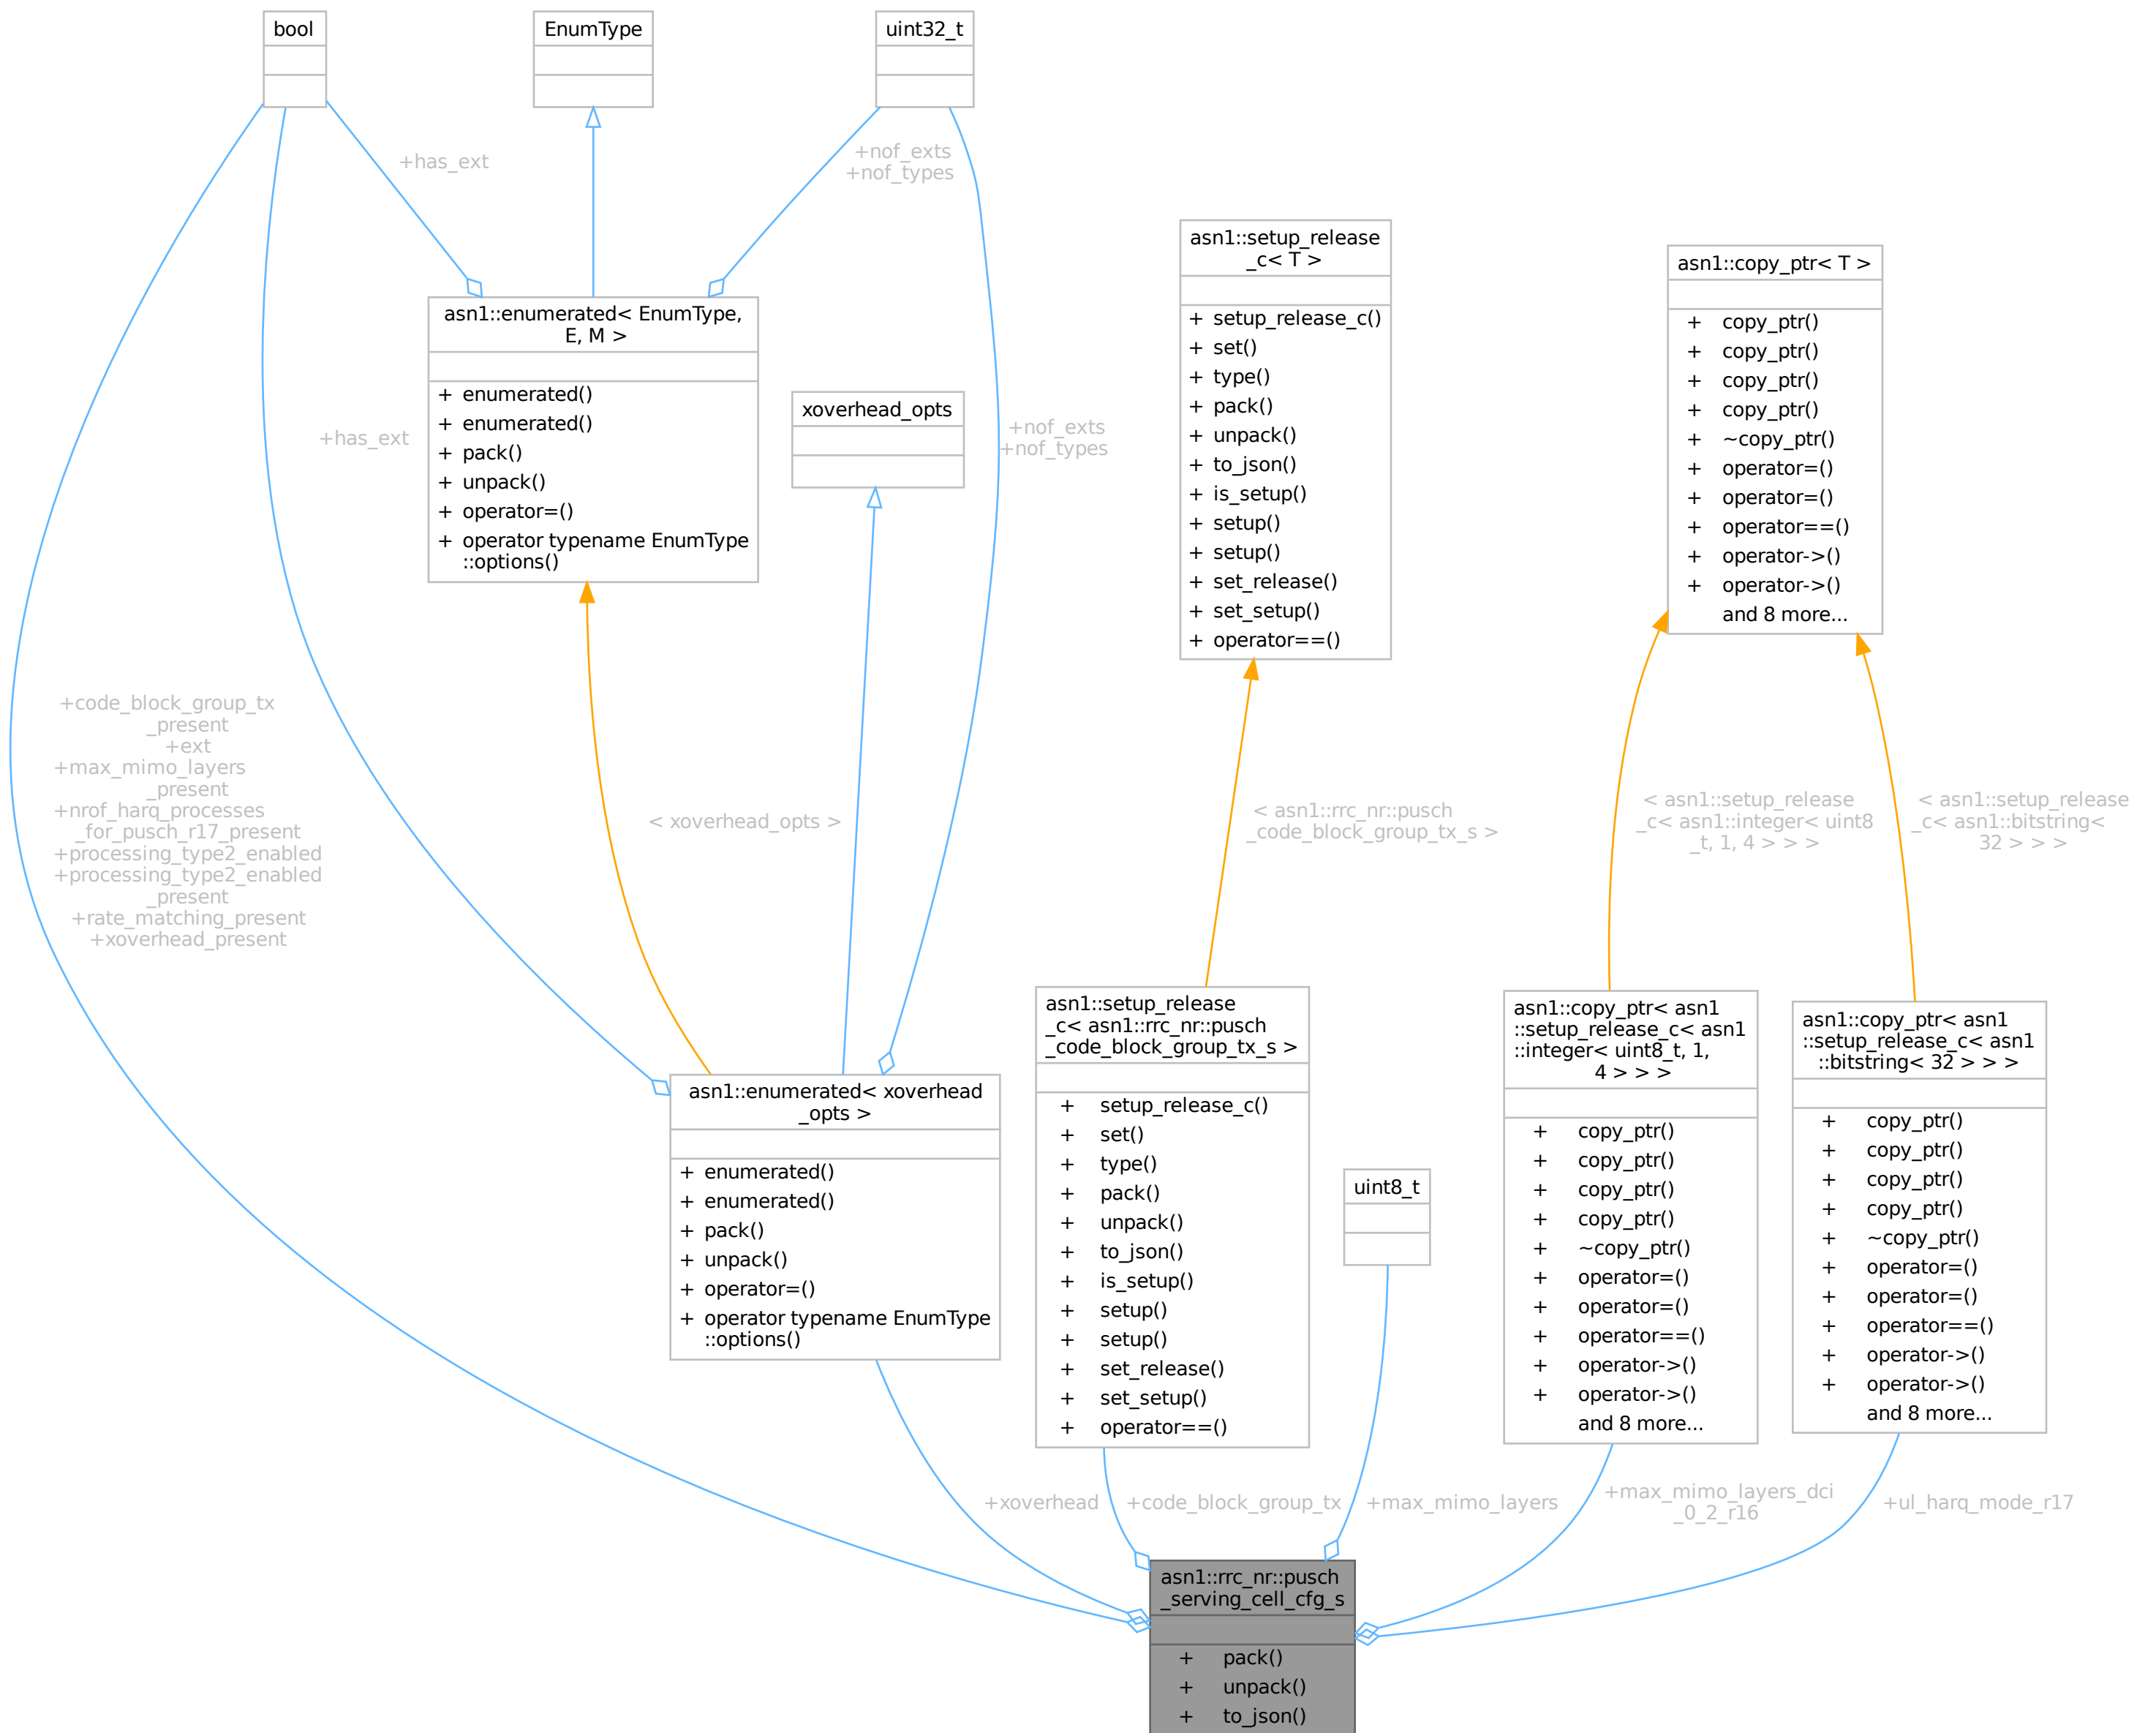 bool
EnumType
uint32_t
+has_ext
+nof_exts
+nof_types
asn1::setup_release
_c< T >
+ setup_release_c()
+ set()
+ type()
+ pack()
+ unpack()
+ to_json()
+ is_setup()
+ setup()
+ setup()
+ set_release()
+ set_setup()
+ operator==()
asn1::copy_ptr< T >
+ copy_ptr()
+ copy_ptr()
+ copy_ptr()
+ copy_ptr()
+ ~copy_ptr()
+ operator=()
+ operator=()
+ operator==()
+ operator->()
+ operator->()
and 8 more...
asn1::enumerated< EnumType,
E, M >
+ enumerated()
+ enumerated()
+ pack()
+ unpack()
+ operator=()
+ operator typename EnumType
::options()
xoverhead_opts
+has_ext
+nof_exts
+nof_types
+code_block_group_tx
_present
+ext
+max_mimo_layers
_present
+nrof_harq_processes
_for_pusch_r17_present
+processing_type2_enabled
+processing_type2_enabled
_present
+rate_matching_present
+xoverhead_present
< xoverhead_opts >
< asn1::rrc_nr::pusch
_code_block_group_tx_s >
< asn1::setup_release
_c< asn1::integer< uint8
_t, 1, 4 > > >
< asn1::setup_release
_c< asn1::bitstring<
32 > > >
asn1::enumerated< xoverhead
_opts >
+ enumerated()
+ enumerated()
+ pack()
+ unpack()
+ operator=()
+ operator typename EnumType
::options()
asn1::setup_release
_c< asn1::rrc_nr::pusch
_code_block_group_tx_s >
+ setup_release_c()
+ set()
+ type()
+ pack()
+ unpack()
+ to_json()
+ is_setup()
+ setup()
+ setup()
+ set_release()
+ set_setup()
+ operator==()
uint8_t
asn1::copy_ptr< asn1
::setup_release_c< asn1
::integer< uint8_t, 1,
4 > > >
+ copy_ptr()
+ copy_ptr()
+ copy_ptr()
+ copy_ptr()
+ ~copy_ptr()
+ operator=()
+ operator=()
+ operator==()
+ operator->()
+ operator->()
and 8 more...
asn1::copy_ptr< asn1
::setup_release_c< asn1
::bitstring< 32 > > >
+ copy_ptr()
+ copy_ptr()
+ copy_ptr()
+ copy_ptr()
+ ~copy_ptr()
+ operator=()
+ operator=()
+ operator==()
+ operator->()
+ operator->()
and 8 more...
+xoverhead
+code_block_group_tx
+max_mimo_layers
+max_mimo_layers_dci
_0_2_r16
+ul_harq_mode_r17
asn1::rrc_nr::pusch
_serving_cell_cfg_s
+ pack()
+ unpack()
+ to_json()